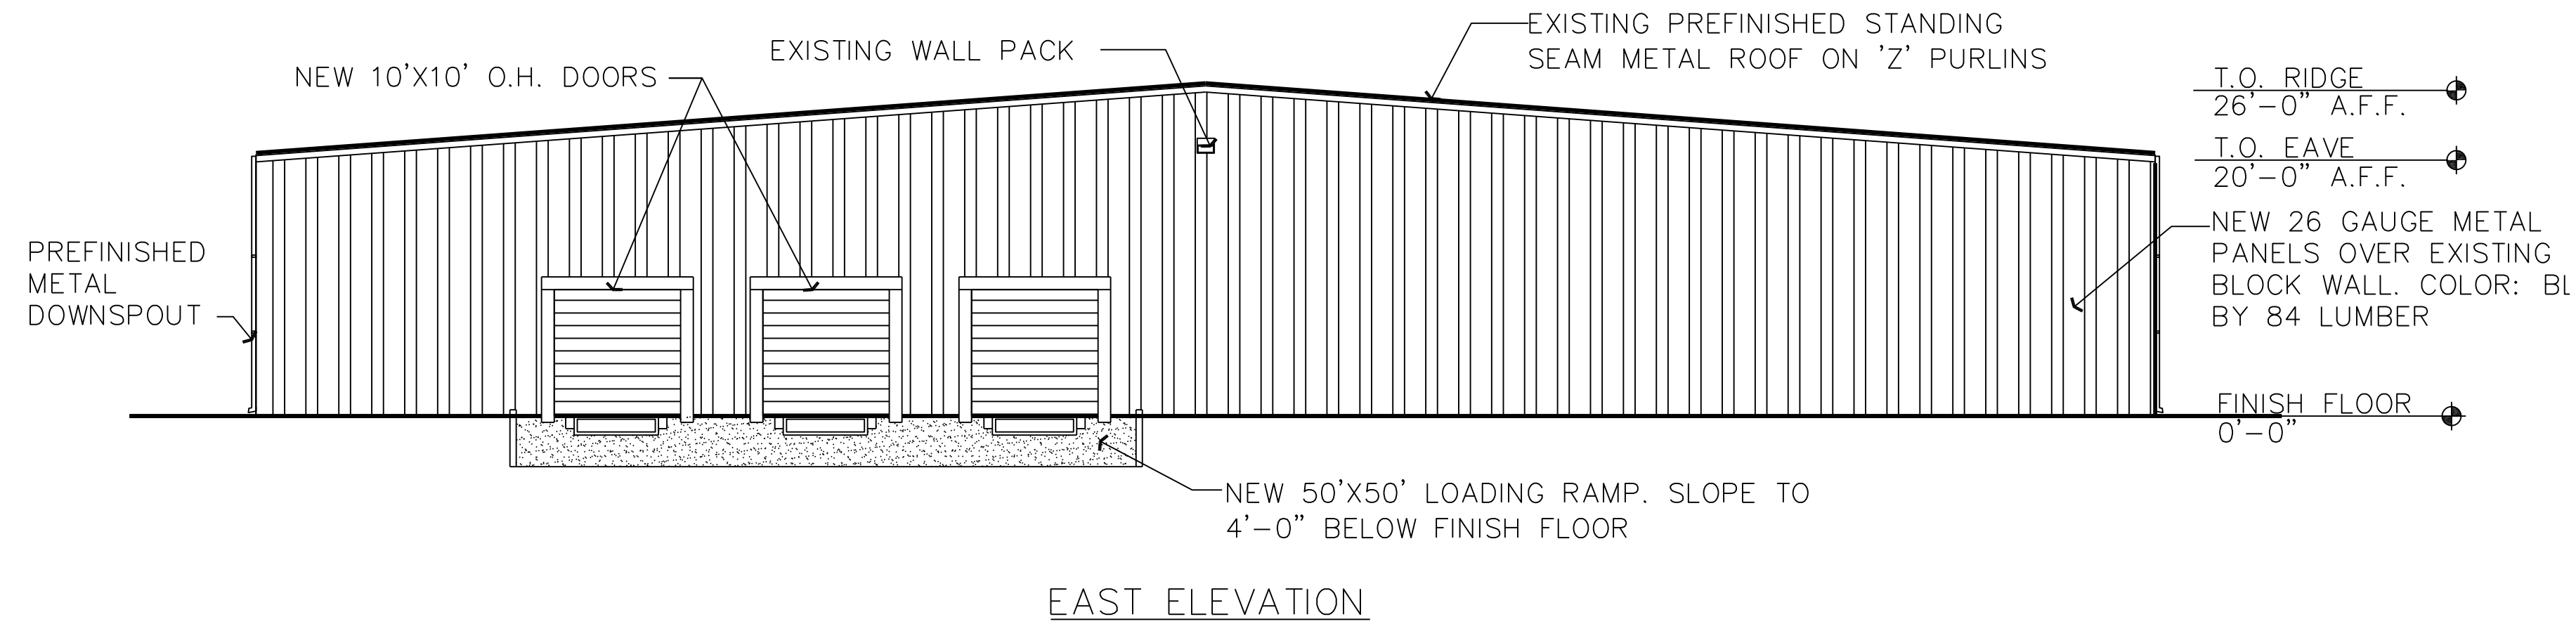 EXISTING PREFINISHED STANDING
SEAM METAL ROOF ON 'Z' PURLINS
EXISTING WALL PACK
NEW 10'X10' O.H. DOORS
T.O. RIDGE
26'-0" A.F.F.
T.O. EAVE
20'-0" A.F.F.
PREFINISHED
METAL
DOWNSPOUT
NEW 26 GAUGE METAL
PANELS OVER EXISTING
BLOCK WALL. COLOR:
BY 84 LUMBER
FINISH FLOOR
0'-0"
NEW 50'X50' LOADING RAMP. SLOPE TO
4'-0" BELOW FINISH FLOOR
EAST ELEVATION